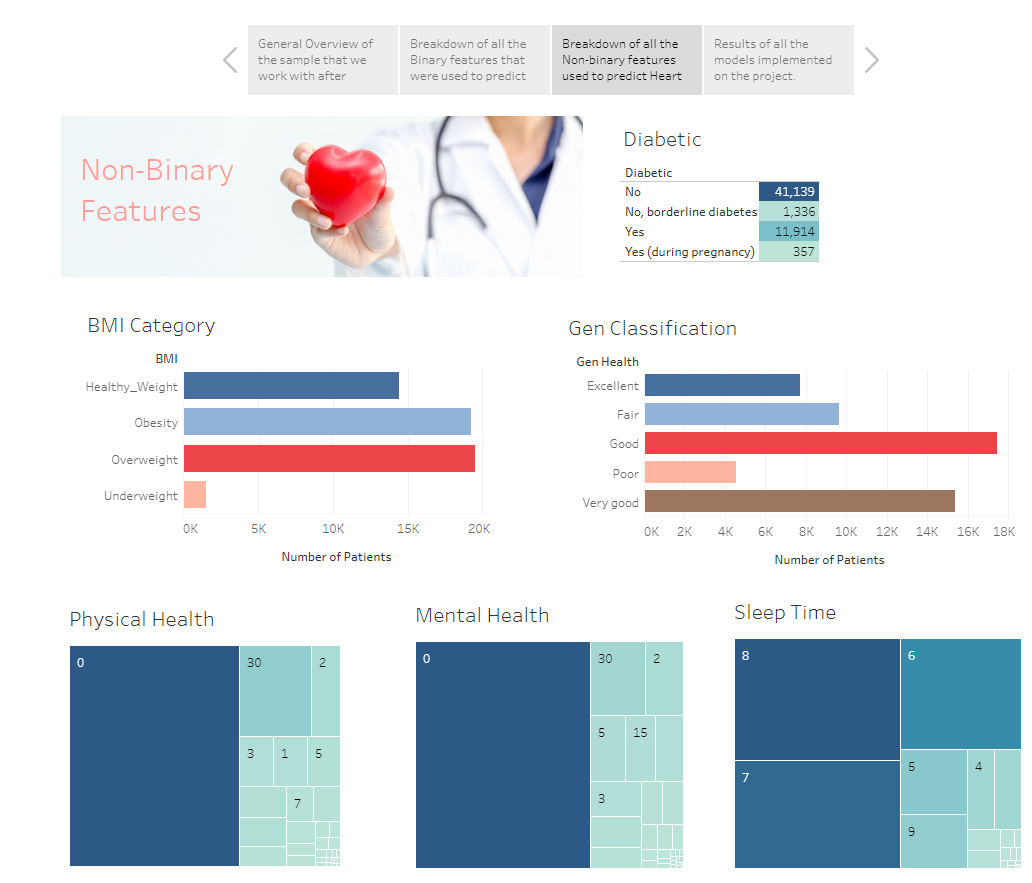 General Overview of
the sample that we
work with after
Breakdown of all the
Binary features that
were used to predict
Breakdown of all the
Non-binary features
used to predict Heart
Results of all the
models implemented
on the project.
Non-Binary
Features
Diabetic
Diabetic
No 41,139
No, borderline diabetes 1,336
Yes 11,914
Yes (during pregnancy) 357
BMI Category
BMI
Healthy_Weight
Obesity
Overweight
Underweight
0K 5K 10K 15K 20K
Number of Patients
Gen Classification
Gen Health
Excellent
Fair
Good
Poor
Very good
0K 2K 4K 6K 8K 10K 12K 14K 16K 18K
Number of Patients
Physical Health
0 30 2
3 1 5
7
Mental Health
0 30 2
5 15
3
Sleep Time
8 6
7 5 4
9